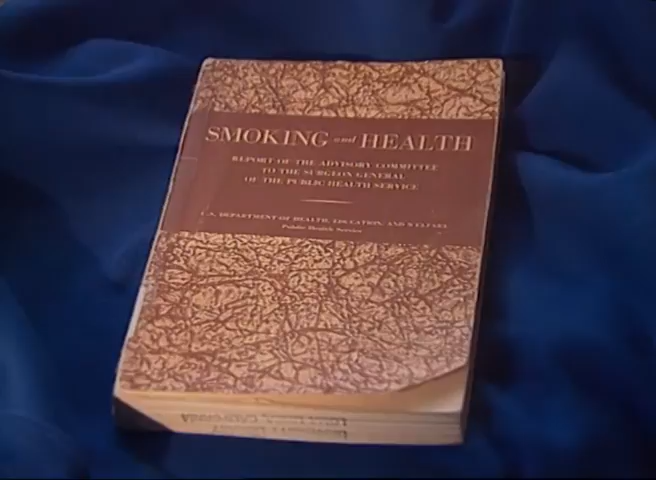 SMOKING and HEALTH
REPORT OF THE ADVISORY COMMITTEE
TO THE SURGEON GENERAL
OF THE PUBLIC HEALTH SERVICE
U.S. DEPARTMENT OF HEALTH, EDUCATION, AND WELFARE
Public Health Service